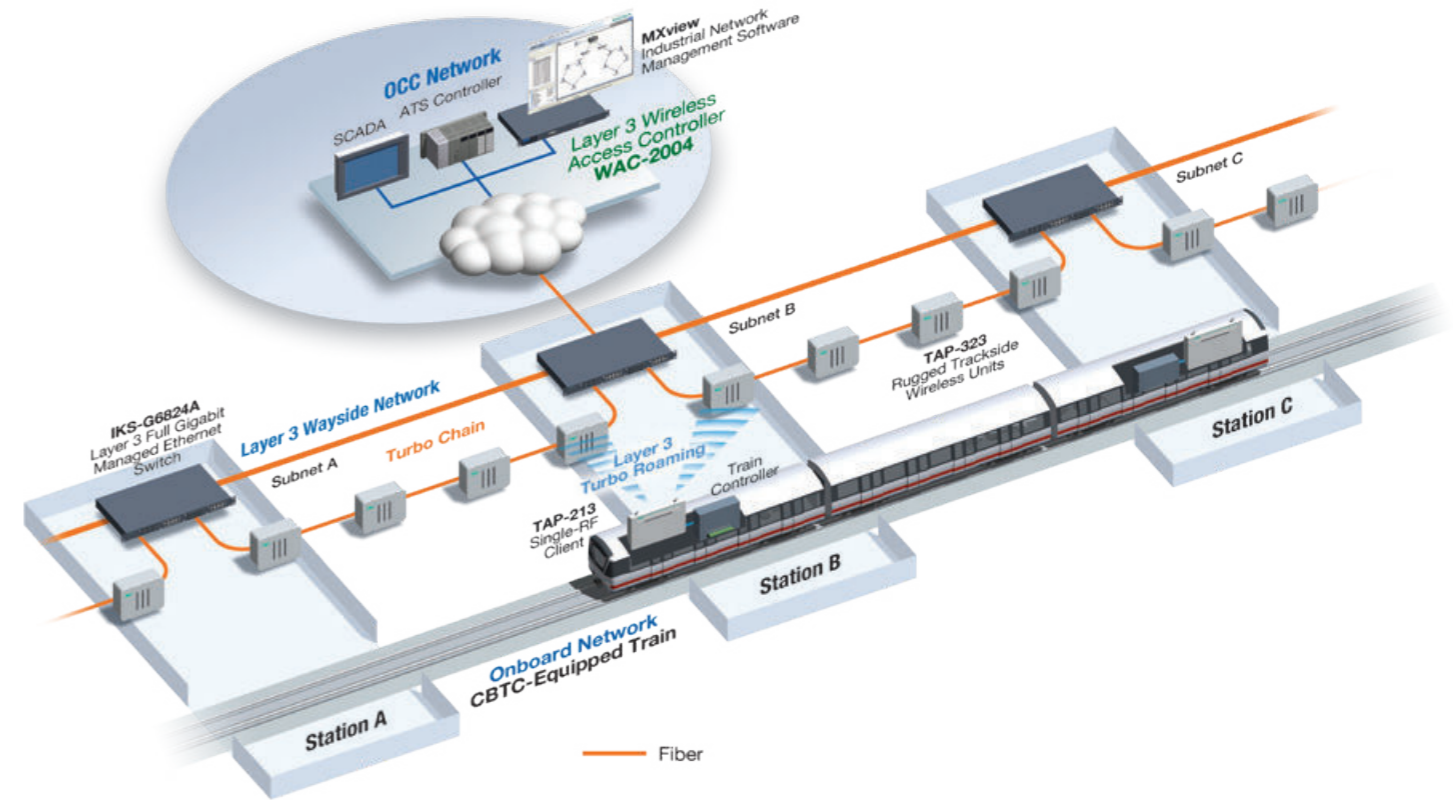 MXview
Industrial Network
Management Software
OCC Network
ATS Controller
SCADA
Layer 3 Wireless
Access Controller
WAC-2004
Subnet C
Subnet B
TAP-323
Rugged Trackside
Wireless Units
IKS-G6824A
Layer 3 Full Gigabit
Managed Ethernet
Switch
Layer 3 Wayside Network
Subnet A
Turbo Chain
Layer 3
Turbo Roaming
Train
Controller
TAP-213
Single-RF
Client
Station C
Station B
Onboard Network
CBTC-Equipped Train
Station A
Fiber